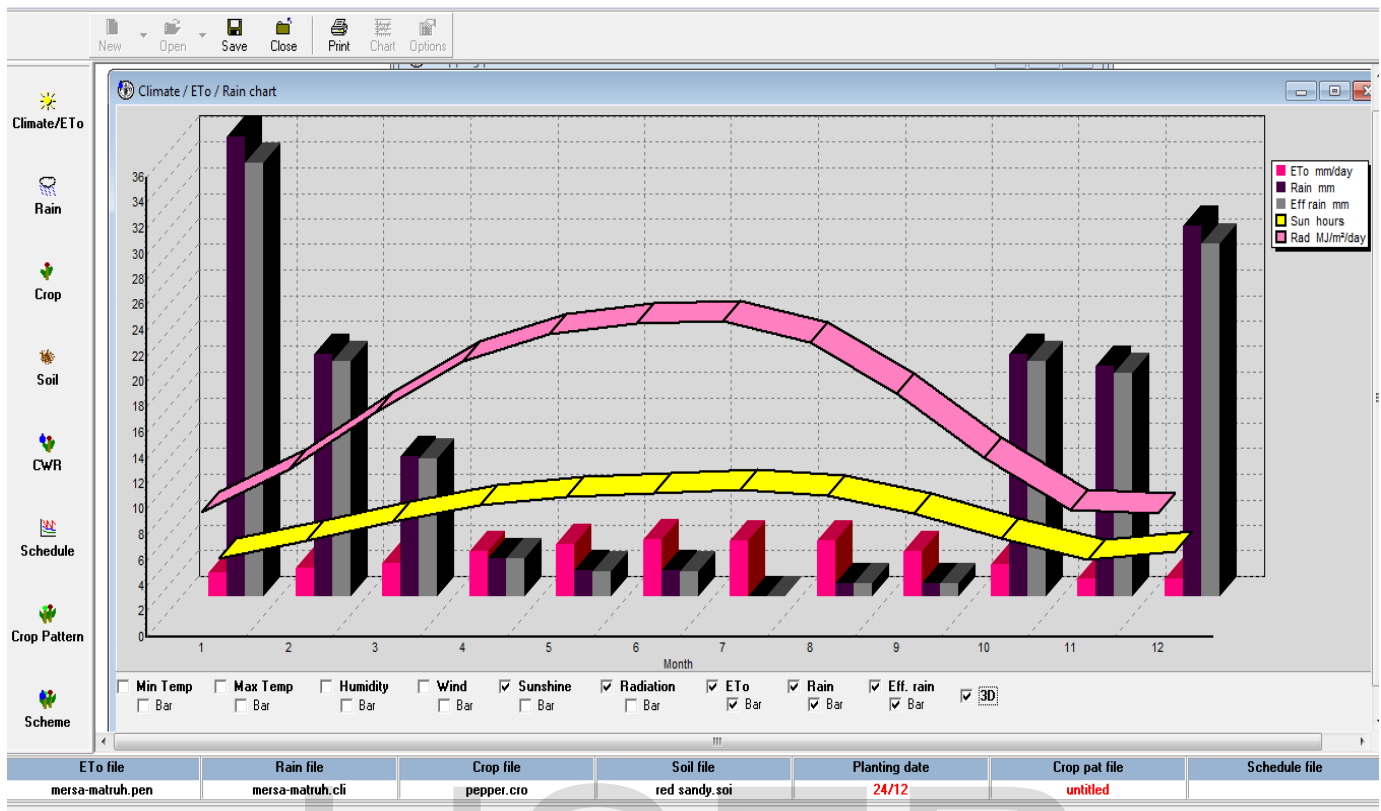 New Open Save Close Print Chart Options
Climate / ETo / Rain chart
Climate/ETo
Rain
Crop
Soil
CWR
Schedule
Crop Pattern
Scheme
36
34
32
30
28
26
24
22
20
18
16
14
12
10
8
6
4
2
0
1 2 3 4 5 6 7 8 9 10 11 12
Month
ETo mm/day
Rain mm
Eff rain mm
Sun hours
Rad MJ/m²/day
Min Temp Max Temp Humidity Wind Sunshine Radiation ETo Rain Eff. rain 3D
Bar Bar Bar Bar Bar Bar Bar Bar Bar
ETo file Rain file Crop file Soil file Planting date Crop pat file Schedule file
mersa-matruh.pen mersa-matruh.cli pepper.cro red sandy.soi 24/12 untitled